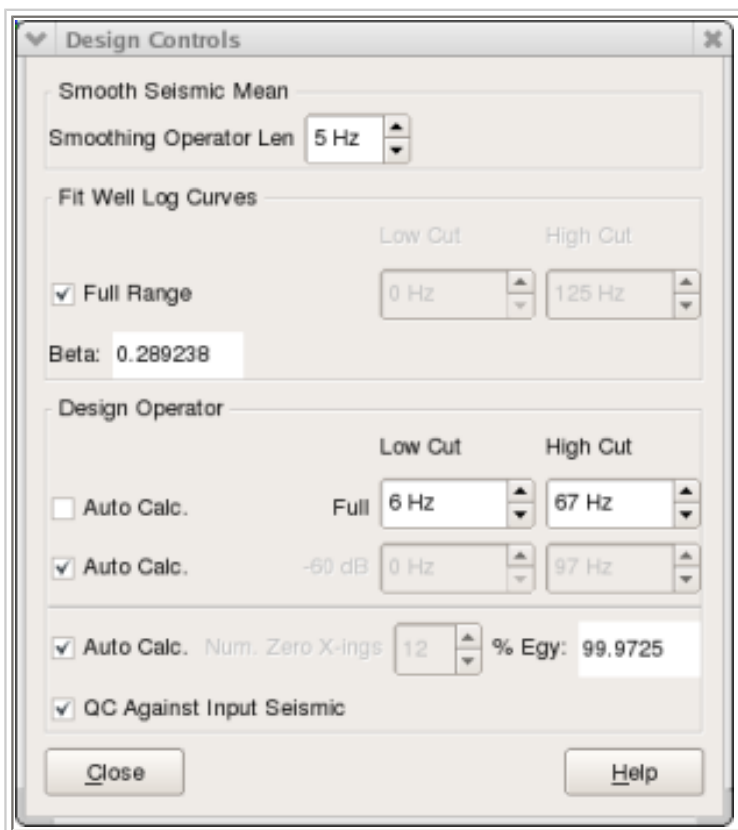 Design Controls
Smooth Seismic Mean
Smoothing Operator Len 5 Hz
Fit Well Log Curves
Low Cut High Cut
Full Range 0 Hz 125 Hz
Beta: 0.289238
Design Operator
Low Cut High Cut
Auto Calc. Full 6 Hz 67 Hz
Auto Calc. -60 dB 0 Hz 97 Hz
Auto Calc. Num. Zero X-ings 12 % Egy: 99.9725
QC Against Input Seismic
Close Help